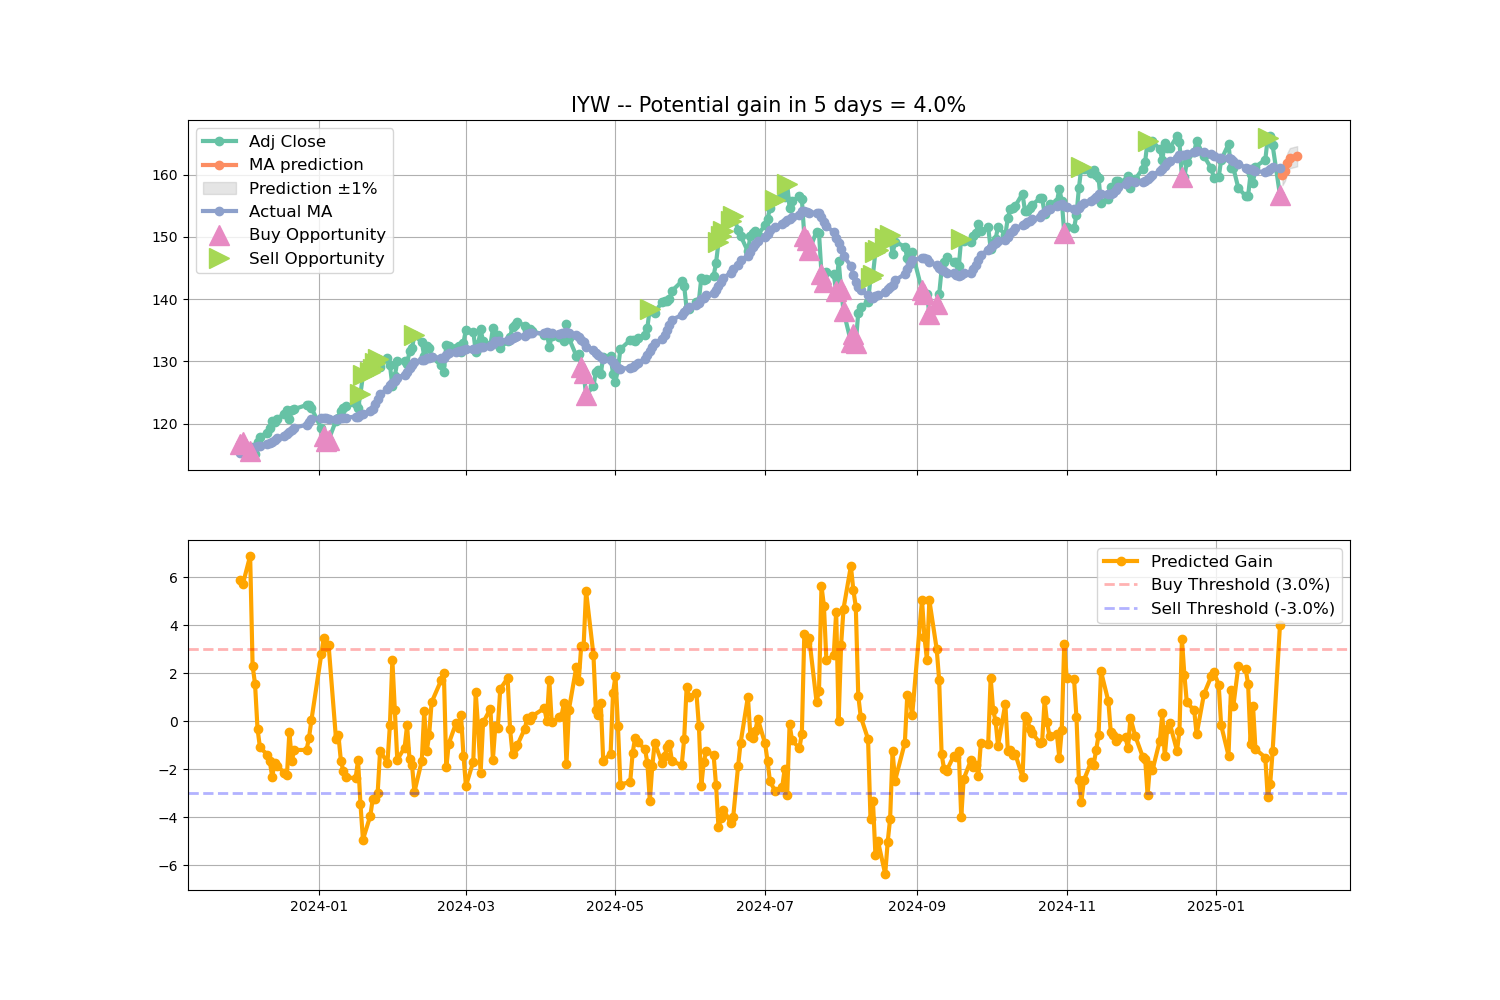 IYW -- Potential gain in 5 days = 4.0%
Adj Close
MA prediction
Prediction ±1%
Actual MA
Buy Opportunity
Sell Opportunity
160
150
140
130
120
Predicted Gain
Buy Threshold (3.0%)
Sell Threshold (-3.0%)
6
4
2
0
−2
−4
−6
2024-01 2024-03 2024-05 2024-07 2024-09 2024-11 2025-01